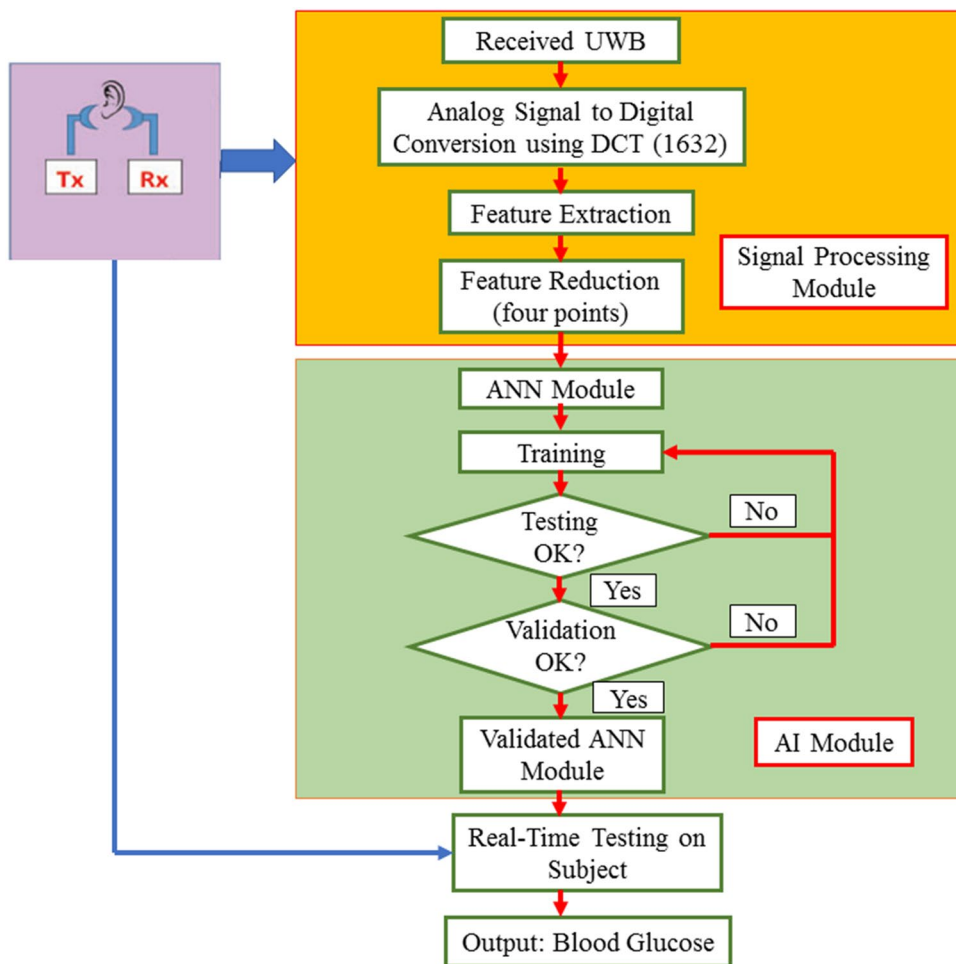 Tx
Rx
Received UWB
Analog Signal to Digital
Conversion using DCT (1632)
Feature Extraction
Feature Reduction
(four points)
Signal Processing
Module
ANN Module
Training
Testing
OK?
No
Yes
Validation
OK?
No
Yes
Validated ANN
Module
AI Module
Real-Time Testing on
Subject
Output: Blood Glucose